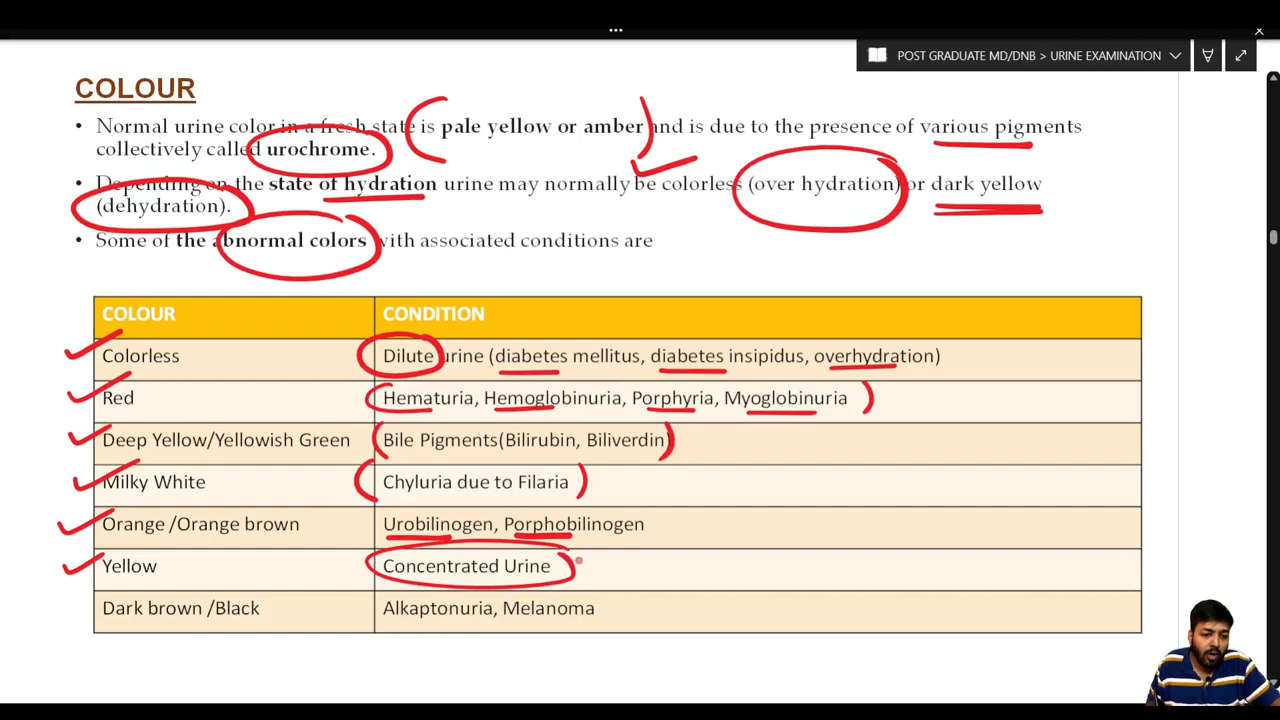 POST GRADUATE MD/DNB > URINE EXAMINATION
COLOUR
• Normal urine color in a fresh state is pale yellow or amber and is due to the presence of various pigments
collectively called urochrome.
• Depending on the state of hydration urine may normally be colorless (over hydration) or dark yellow
(dehydration).
• Some of the abnormal colors with associated conditions are
COLOUR CONDITION
Colorless Dilute urine (diabetes mellitus, diabetes insipidus, overhydration)
Red Hematuria, Hemoglobinuria, Porphyria, Myoglobinuria
Deep Yellow/Yellowish Green Bile Pigments(Bilirubin, Biliverdin)
Milky White Chyluria due to Filaria
Orange /Orange brown Urobilinogen, Porphobilinogen
Yellow Concentrated Urine
Dark brown /Black Alkaptonuria, Melanoma